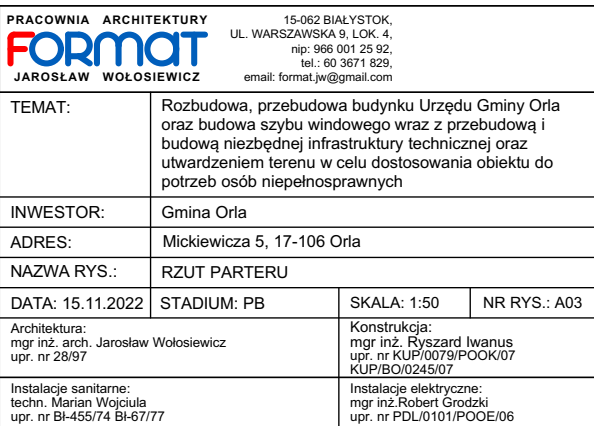 PRACOWNIA ARCHITEKTURY
FORMAT
JAROSŁAW WOŁOSIEWICZ
15-062 BIAŁYSTOK,
UL. WARSZAWSKA 9, LOK. 4,
nip: 966 001 25 92,
tel.: 60 3671 829,
email: format.jw@gmail.com
TEMAT:
Rozbudowa, przebudowa budynku Urzędu Gminy Orla
oraz budowa szybu windowego wraz z przebudową i
budową niezbędnej infrastruktury technicznej oraz
utwardzeniem terenu w celu dostosowania obiektu do
potrzeb osób niepełnosprawnych
INWESTOR: Gmina Orla
ADRES: Mickiewicza 5, 17-106 Orla
NAZWA RYS.: RZUT PARTERU
DATA: 15.11.2022 STADIUM: PB SKALA: 1:50 NR RYS.: A03
Architektura:
mgr inż. arch. Jarosław Wołosiewicz
upr. nr 28/97
Konstrukcja:
mgr inż. Ryszard Iwanus
upr. nr KUP/0079/POOK/07
KUP/BO/0245/07
Instalacje sanitarne:
techn. Marian Wojciula
upr. nr Bł-455/74 Bł-67/77
Instalacje elektryczne:
mgr inż.Robert Grodzki
upr. nr PDL/0101/POOE/06